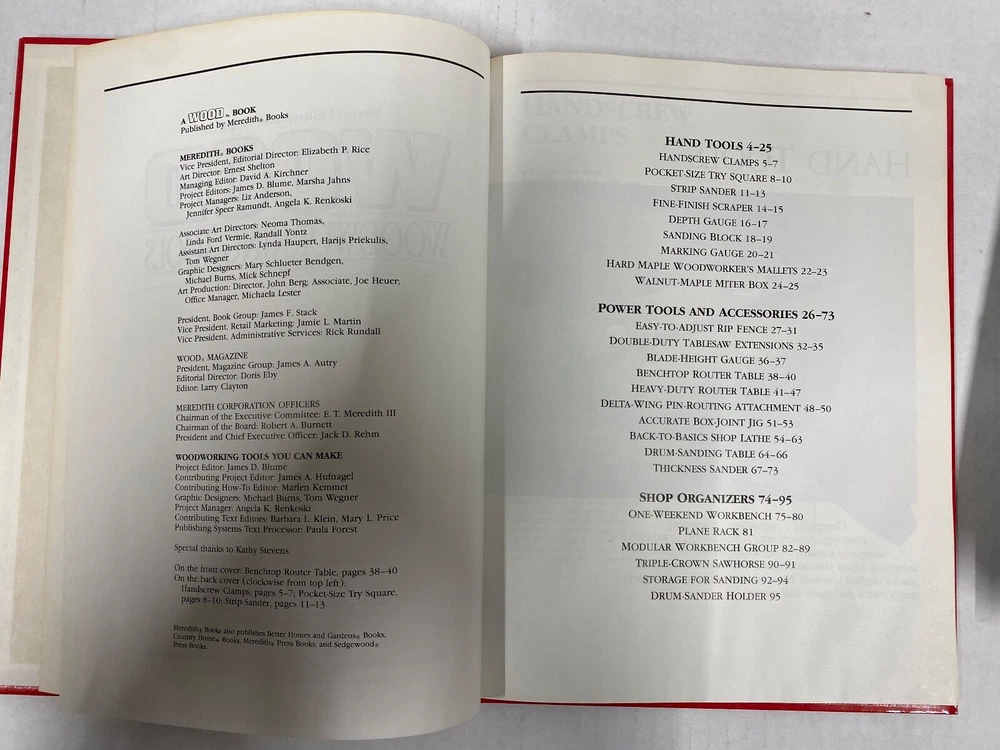 A WOOD™ BOOK
Published by Meredith® Books
MEREDITH® BOOKS
Vice President, Editorial Director: Elizabeth P. Rice
Art Director: Ernest Shelton
Managing Editor: David A. Kirchner
Project Editors: James D. Blume, Marsha Jahns
Project Managers: Liz Anderson,
Jennifer Speer Ramundt, Angela K. Renkoski
Associate Art Directors: Neoma Thomas,
Linda Ford Vermie, Randall Yontz
Assistant Art Directors: Lynda Haupert, Harijs Priekulis,
Tom Wegner
Graphic Designers: Mary Schlueter Bendgen,
Michael Burns, Mick Schnepf
Art Production: Director, John Berg; Associate, Joe Heuer;
Office Manager, Michaela Lester
President, Book Group: James F. Stack
Vice President, Retail Marketing: Jamie L. Martin
Vice President, Administrative Services: Rick Rundall
WOOD® MAGAZINE
President, Magazine Group: James A. Autry
Editorial Director: Doris Eby
Editor: Larry Clayton
MEREDITH CORPORATION OFFICERS
Chairman of the Executive Committee: E. T. Meredith III
Chairman of the Board: Robert A. Burnett
President and Chief Executive Officer: Jack D. Rehm
WOODWORKING TOOLS YOU CAN MAKE
Project Editor: James D. Blume
Contributing Project Editor: James A. Hufnagel
Contributing How-To Editor: Marlen Kemmet
Graphic Designers: Michael Burns, Tom Wegner
Project Manager: Angela K. Renkoski
Contributing Text Editors: Barbara L. Klein, Mary L. Price
Publishing Systems Text Processor: Paula Forest
Special thanks to Kathy Stevens
On the front cover: Benchtop Router Table, pages 38–40
On the back cover (clockwise from top left):
Handscrew Clamps, pages 5–7; Pocket-Size Try Square,
pages 8–10; Strip Sander, pages 11–13
Meredith® Books also publishes Better Homes and Gardens® Books,
Country Home™ Books, Meredith® Press Books, and Sedgewood®
Press Books.
HAND TOOLS 4–25
HANDSCREW CLAMPS 5–7
POCKET-SIZE TRY SQUARE 8–10
STRIP SANDER 11–13
FINE-FINISH SCRAPER 14–15
DEPTH GAUGE 16–17
SANDING BLOCK 18–19
MARKING GAUGE 20–21
HARD MAPLE WOODWORKER'S MALLETS 22–23
WALNUT-MAPLE MITER BOX 24–25
POWER TOOLS AND ACCESSORIES 26–73
EASY-TO-ADJUST RIP FENCE 27–31
DOUBLE-DUTY TABLESAW EXTENSIONS 32–35
BLADE-HEIGHT GAUGE 36–37
BENCHTOP ROUTER TABLE 38–40
HEAVY-DUTY ROUTER TABLE 41–47
DELTA-WING PIN-ROUTING ATTACHMENT 48–50
ACCURATE BOX-JOINT JIG 51–53
BACK-TO-BASICS SHOP LATHE 54–63
DRUM-SANDING TABLE 64–66
THICKNESS SANDER 67–73
SHOP ORGANIZERS 74–95
ONE-WEEKEND WORKBENCH 75–80
PLANE RACK 81
MODULAR WORKBENCH GROUP 82–89
TRIPLE-CROWN SAWHORSE 90–91
STORAGE FOR SANDING 92–94
DRUM-SANDER HOLDER 95